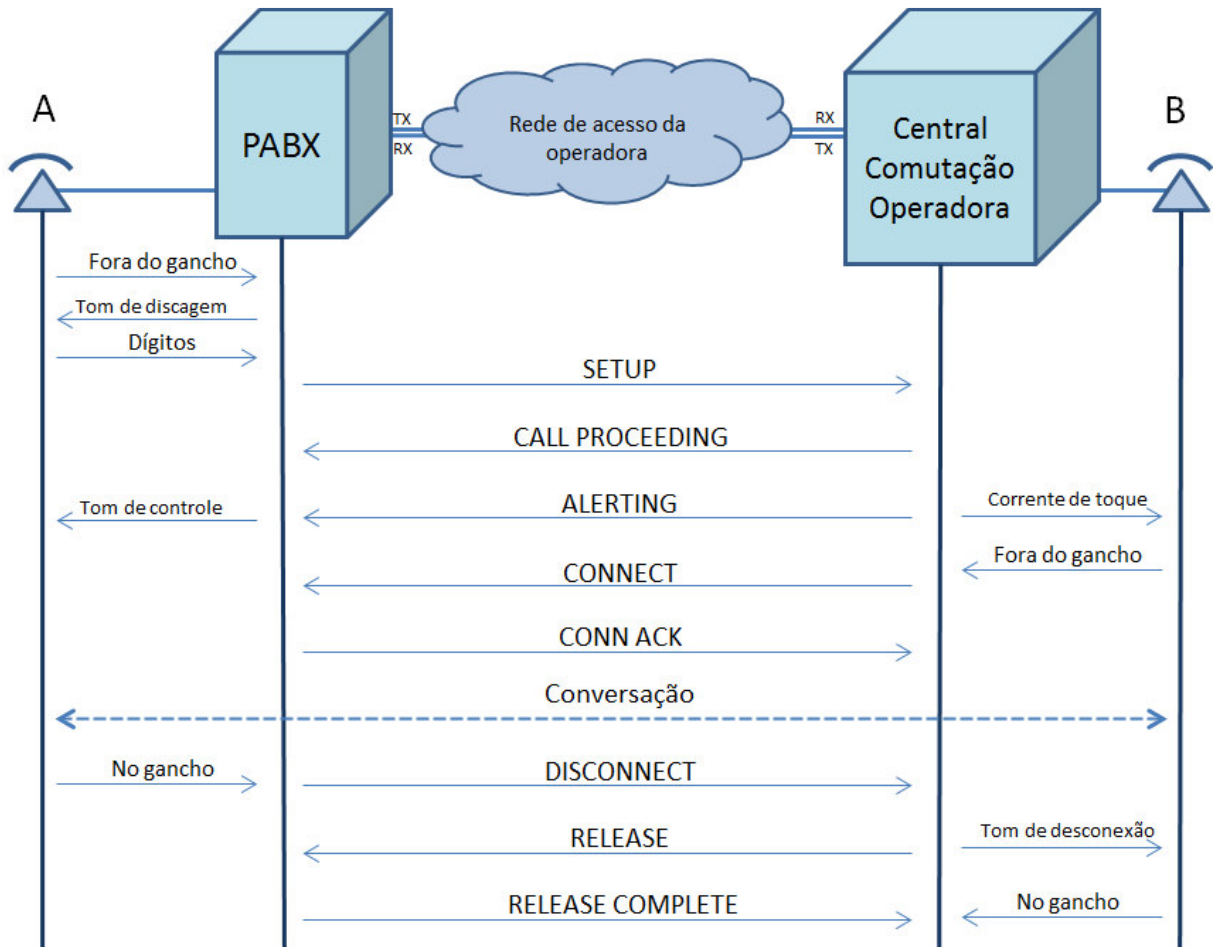 A
PABX
TX
RX
Rede de acesso da
operadora
RX
TX
Central
Comutação
Operadora
B
Fora do gancho
Tom de discagem
Dígitos
SETUP
CALL PROCEEDING
Tom de controle
ALERTING
Corrente de toque
Fora do gancho
CONNECT
CONN ACK
Conversação
No gancho
DISCONNECT
RELEASE
Tom de desconexão
RELEASE COMPLETE
No gancho